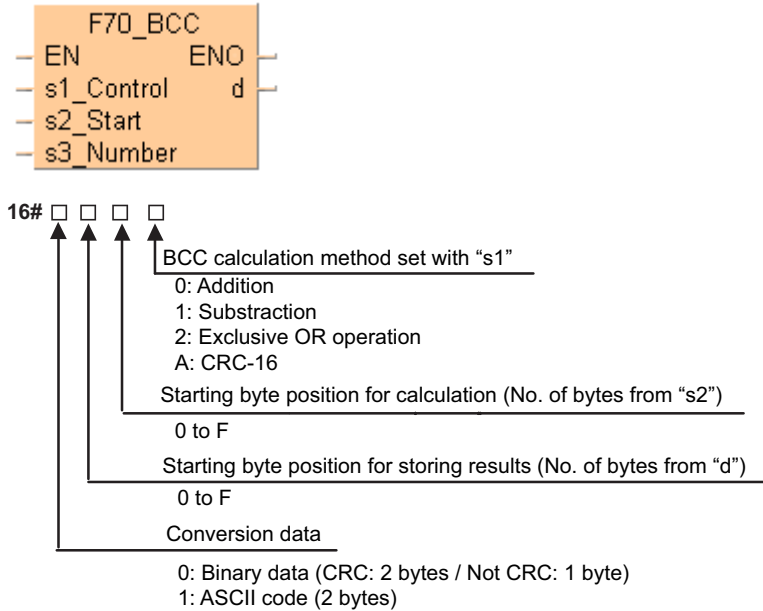 F70_BCC
EN ENO
s1_Control d
s2_Start
s3_Number
16# □ □ □ □
BCC calculation method set with “s1”
0: Addition
1: Substraction
2: Exclusive OR operation
A: CRC-16
Starting byte position for calculation (No. of bytes from “s2”)
0 to F
Starting byte position for storing results (No. of bytes from “d”)
0 to F
Conversion data
0: Binary data (CRC: 2 bytes / Not CRC: 1 byte)
1: ASCII code (2 bytes)